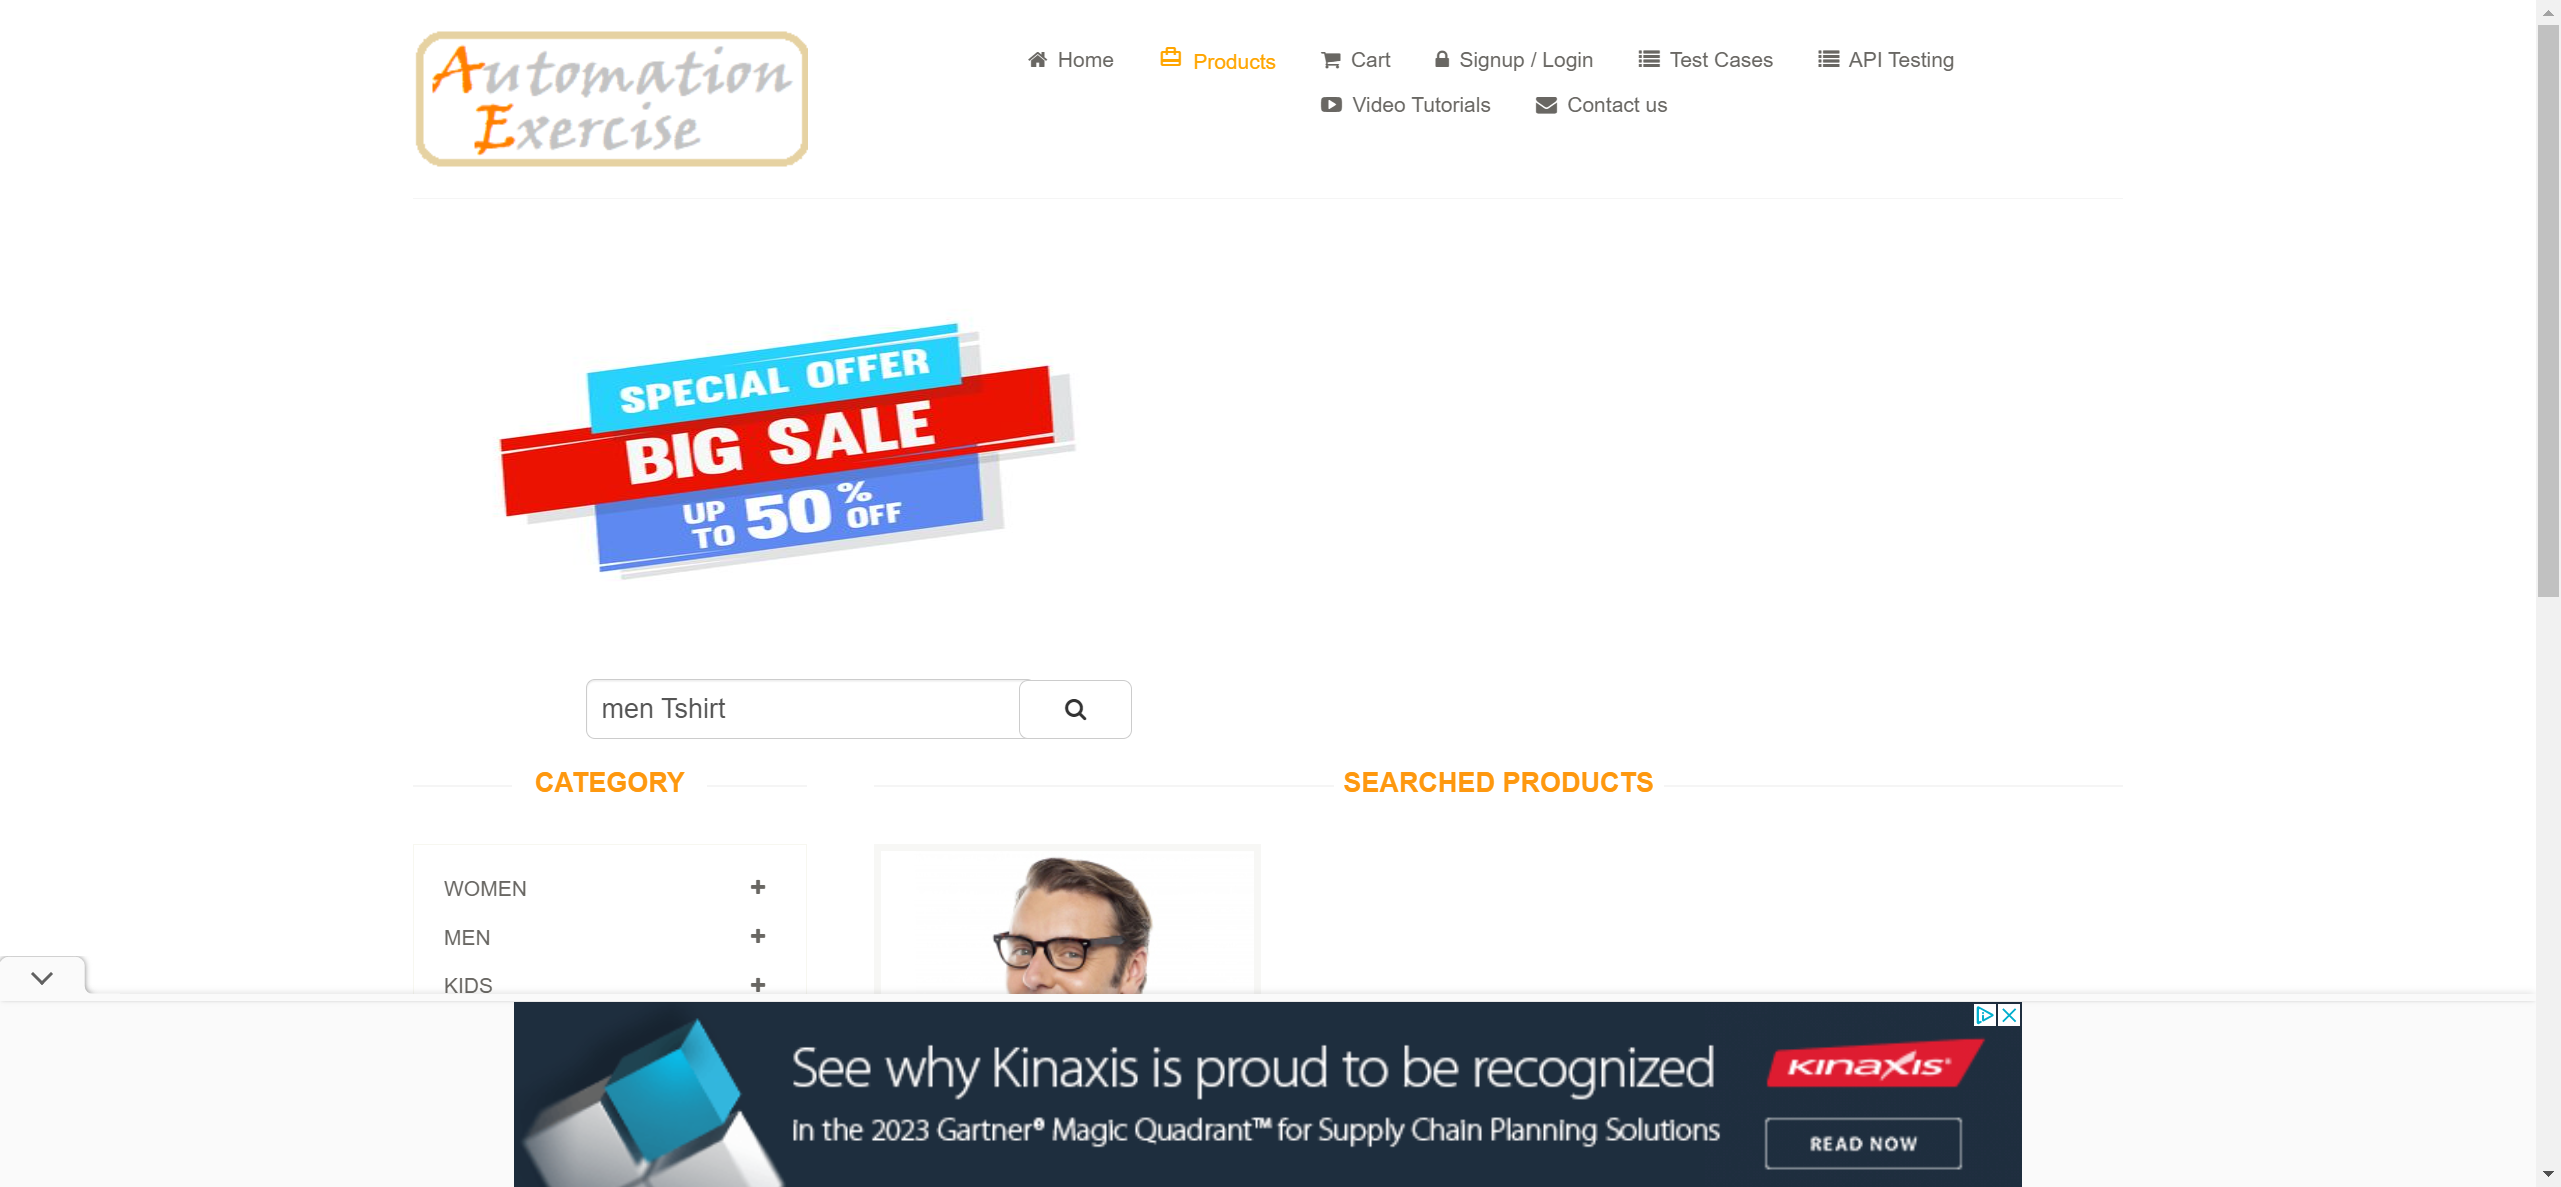 Automation
Exercise
Home
Products
Cart
Signup / Login
Test Cases
API Testing
Video Tutorials
Contact us
SPECIAL OFFER
BIG SALE
UP TO 50% OFF
men Tshirt
CATEGORY
SEARCHED PRODUCTS
WOMEN
MEN
KIDS
See why Kinaxis is proud to be recognized
in the 2023 Gartner® Magic Quadrant™ for Supply Chain Planning Solutions
Kinaxis®
READ NOW